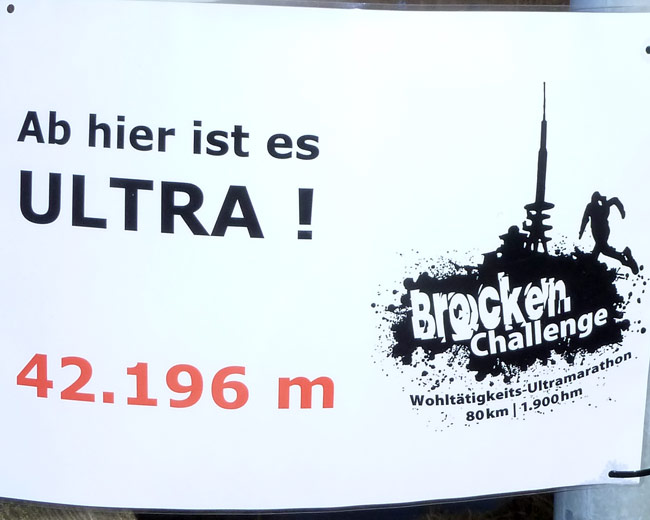 Ab hier ist es
ULTRA !
42.196 m
Brocken
Challenge
Wohltätigkeits-Ultramarathon
80km | 1.900hm